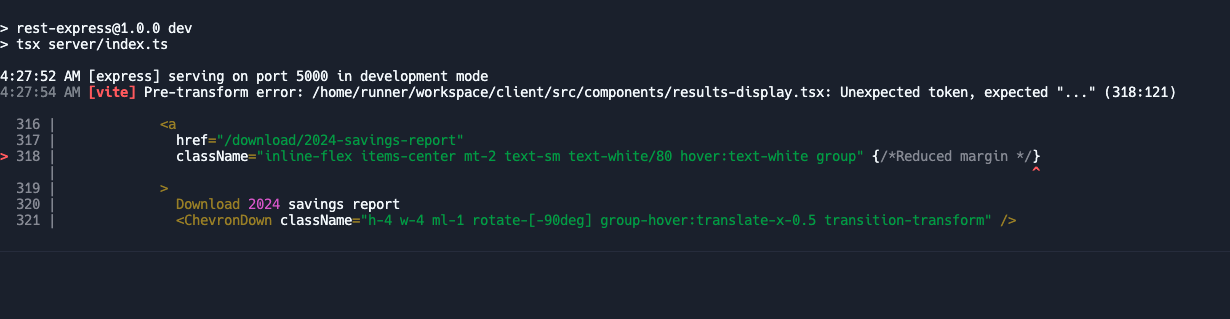 > rest-express@1.0.0 dev
> tsx server/index.ts
4:27:52 AM [express] serving on port 5000 in development mode
4:27:54 AM [vite] Pre-transform error: /home/runner/workspace/client/src/components/results-display.tsx: Unexpected token, expected "..." (318:121)
  316 |             <a
  317 |               href="/download/2024-savings-report"
> 318 |               className="inline-flex items-center mt-2 text-sm text-white/80 hover:text-white group" {/*Reduced margin */}
      |                                                                                                                         ^
  319 |             >
  320 |               Download 2024 savings report
  321 |               <ChevronDown className="h-4 w-4 ml-1 rotate-[-90deg] group-hover:translate-x-0.5 transition-transform" />